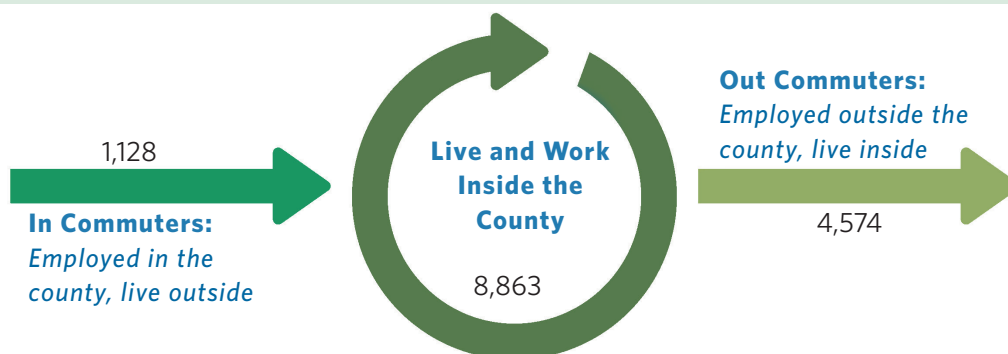 1,128
In Commuters:
Employed in the
county, live outside
Live and Work
Inside the
County
8,863
Out Commuters:
Employed outside the
county, live inside
4,574